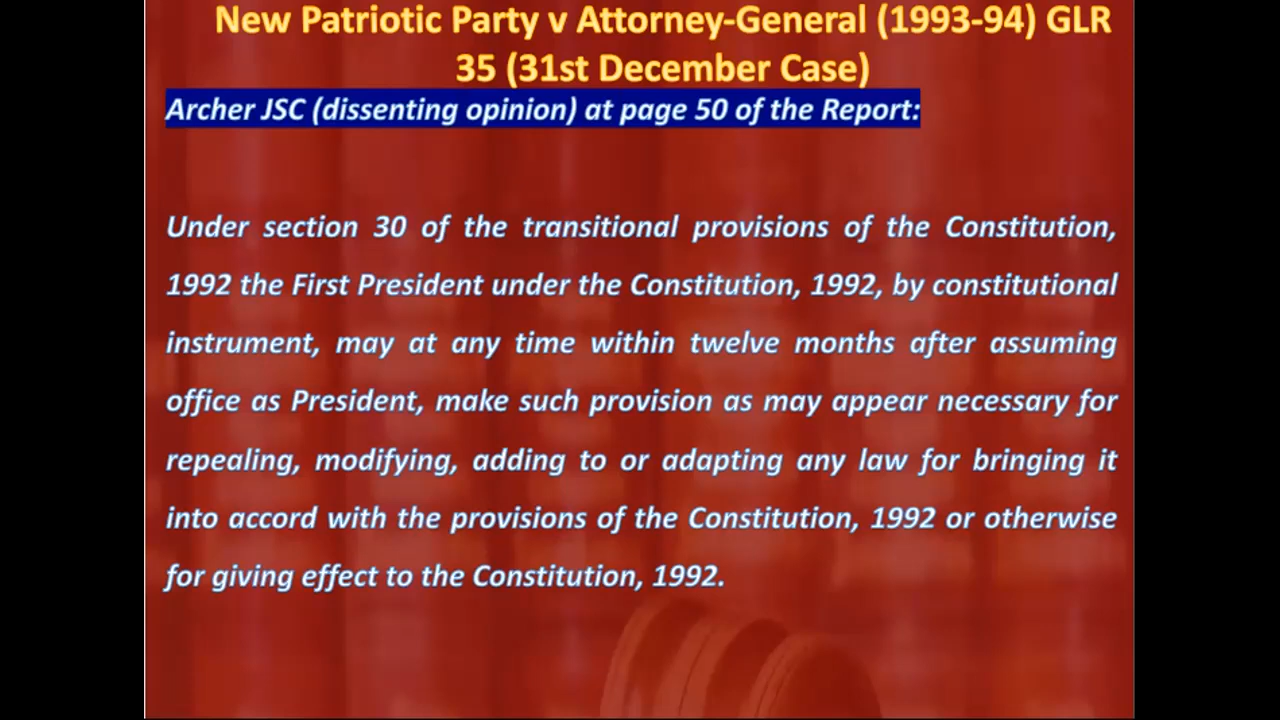 New Patriotic Party v Attorney-General (1993-94) GLR
35 (31st December Case)
Archer JSC (dissenting opinion) at page 50 of the Report:
Under section 30 of the transitional provisions of the Constitution,
1992 the First President under the Constitution, 1992, by constitutional
instrument, may at any time within twelve months after assuming
office as President, make such provision as may appear necessary for
repealing, modifying, adding to or adapting any law for bringing it
into accord with the provisions of the Constitution, 1992 or otherwise
for giving effect to the Constitution, 1992.